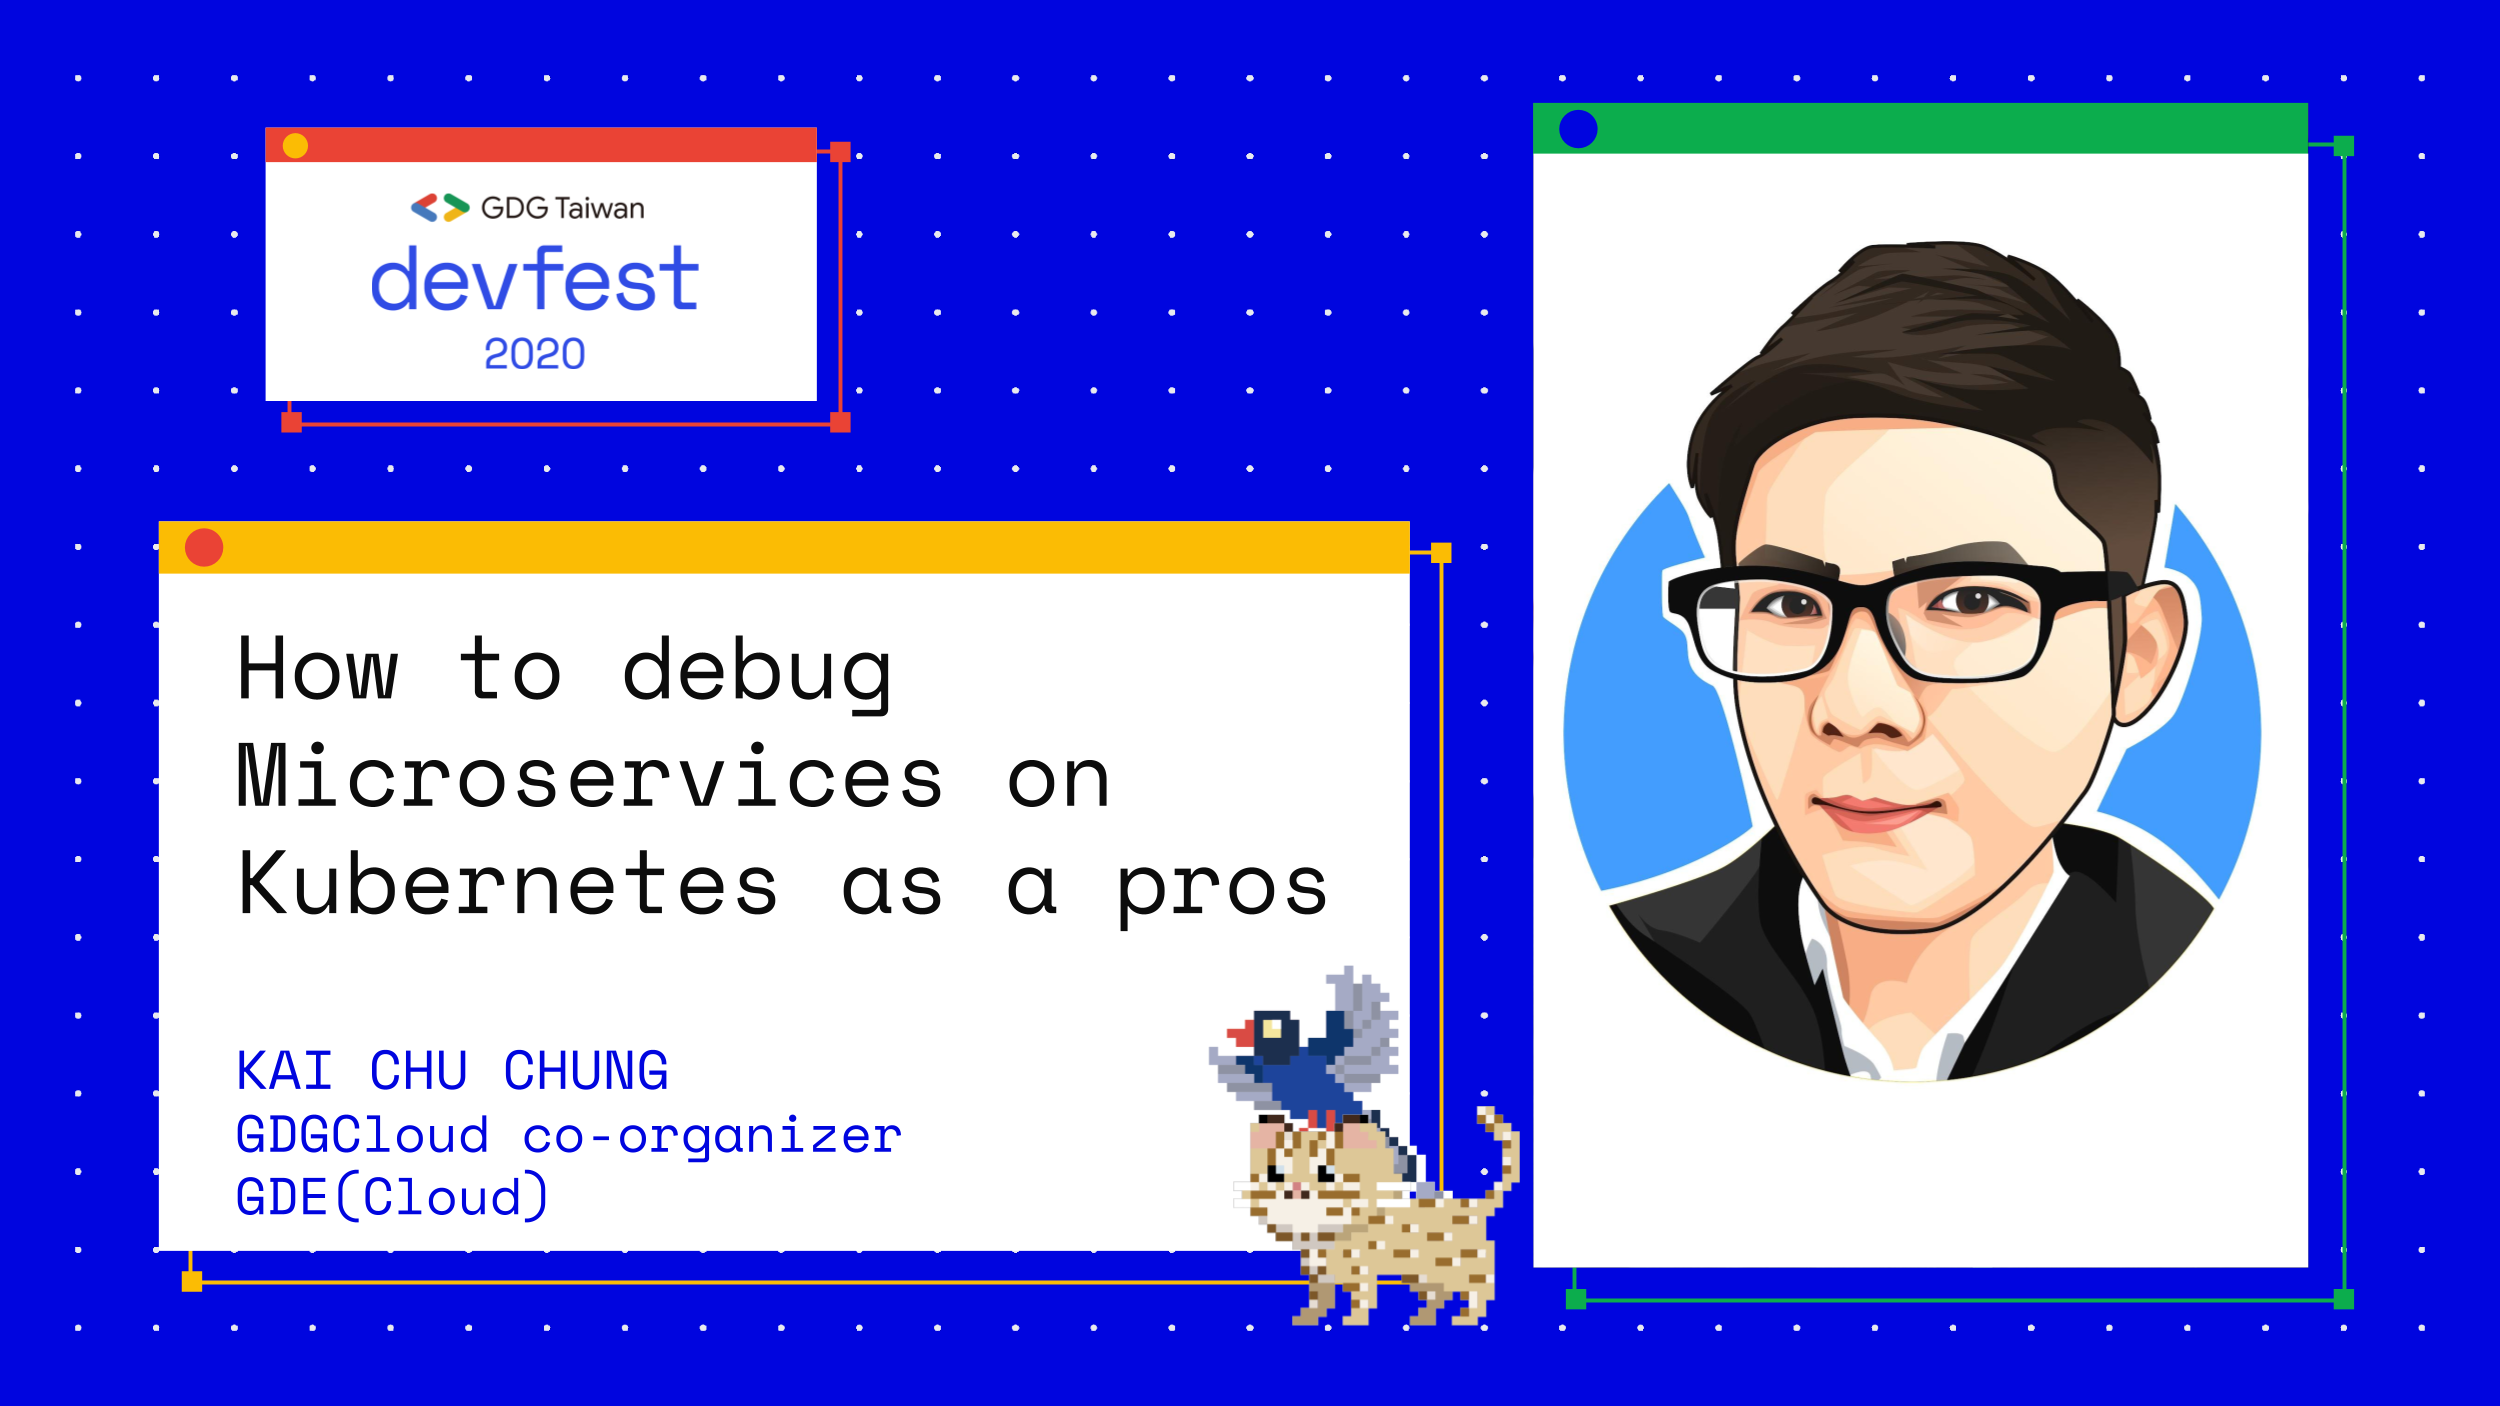 GDG Taiwan
devfest
2020
How to debug
Microservices on
Kubernetes as a pros
KAI CHU CHUNG
GDGCloud co-organizer
GDE(Cloud)